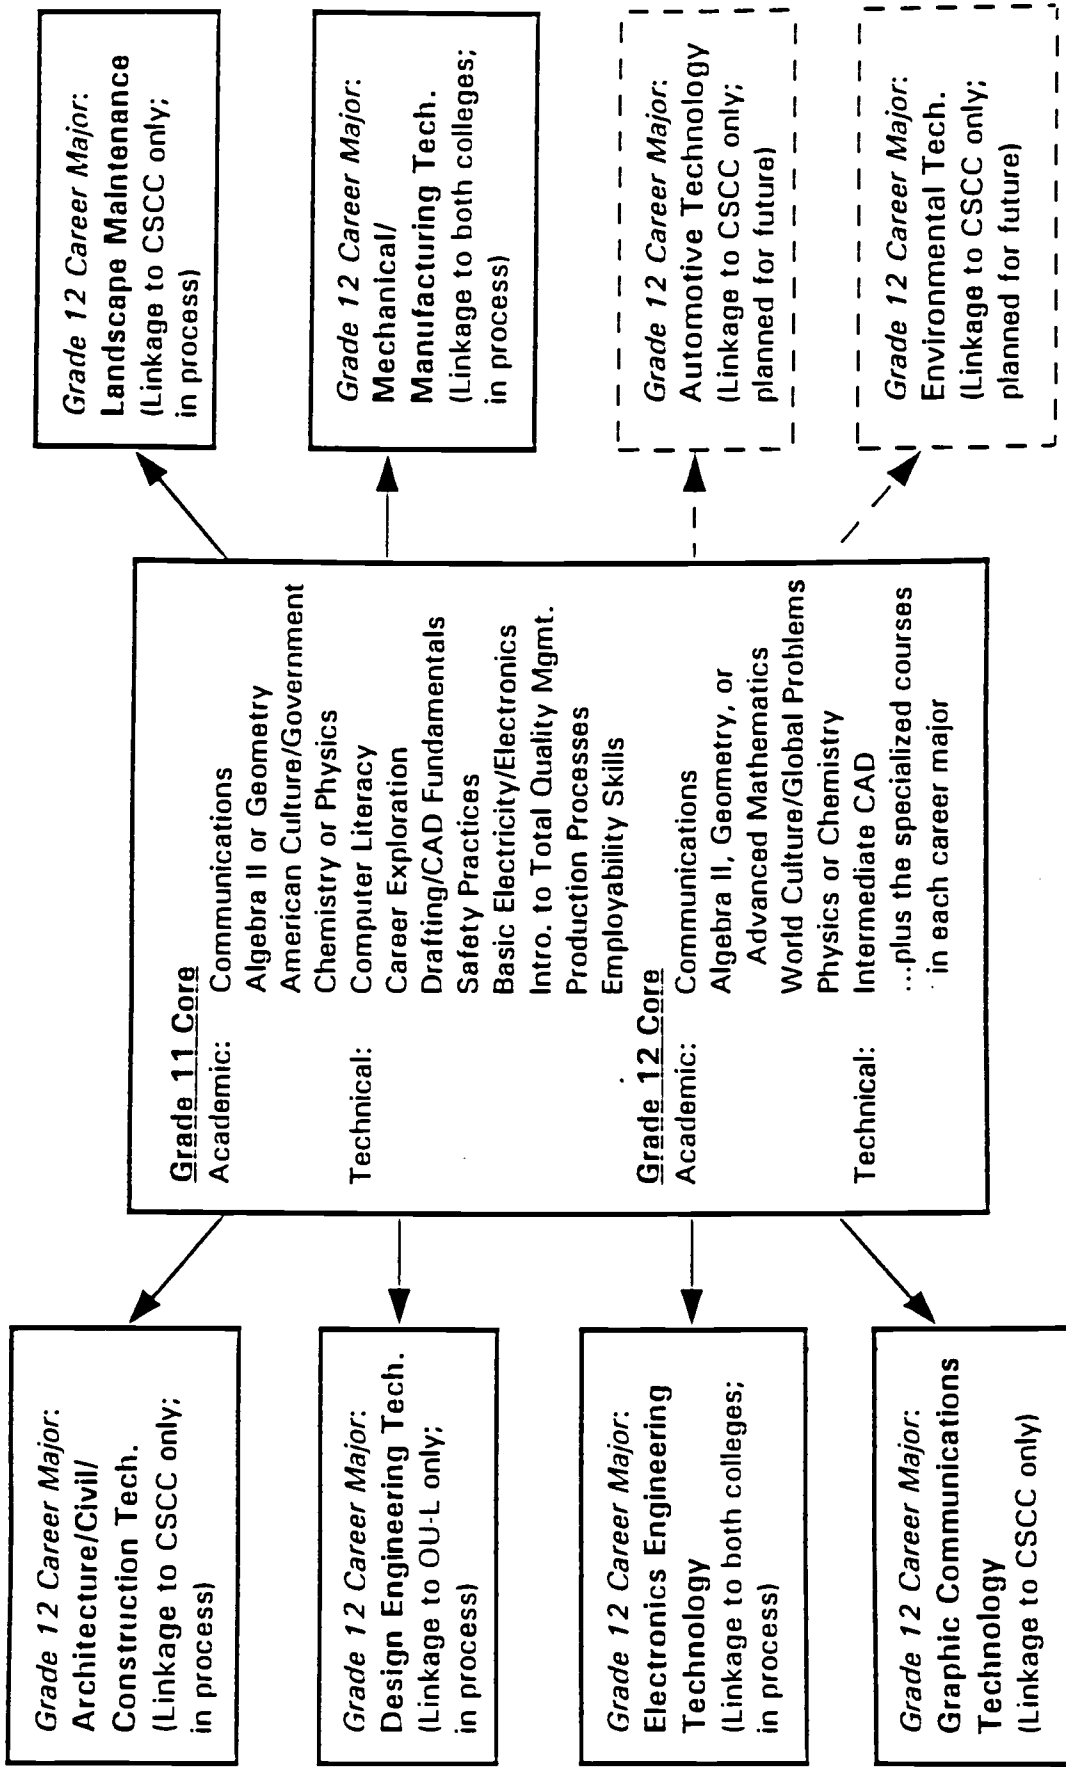 Grade 12 Career Major:
Architecture/Civil/
Construction Tech.
(Linkage to CSCC only;
in process)
Grade 12 Career Major:
Design Engineering Tech.
(Linkage to OU-L only;
in process)
Grade 12 Career Major:
Electronics Engineering
Technology
(Linkage to both colleges;
in process)
Grade 12 Career Major:
Graphic Communications
Technology
(Linkage to CSCC only)
Grade 11 Core
Academic: Communications
Algebra II or Geometry
American Culture/Government
Chemistry or Physics
Technical: Computer Literacy
Career Exploration
Drafting/CAD Fundamentals
Safety Practices
Basic Electricity/Electronics
Intro. to Total Quality Mgmt.
Production Processes
Employability Skills
Grade 12 Core
Academic: Communications
Algebra II, Geometry, or
Advanced Mathematics
World Culture/Global Problems
Physics or Chemistry
Technical: Intermediate CAD
...plus the specialized courses
in each career major
Grade 12 Career Major:
Landscape Maintenance
(Linkage to CSCC only;
in process)
Grade 12 Career Major:
Mechanical/
Manufacturing Tech.
(Linkage to both colleges;
in process)
Grade 12 Career Major:
Automotive Technology
(Linkage to CSCC only;
planned for future)
Grade 12 Career Major:
Environmental Tech.
(Linkage to CSCC only;
planned for future)